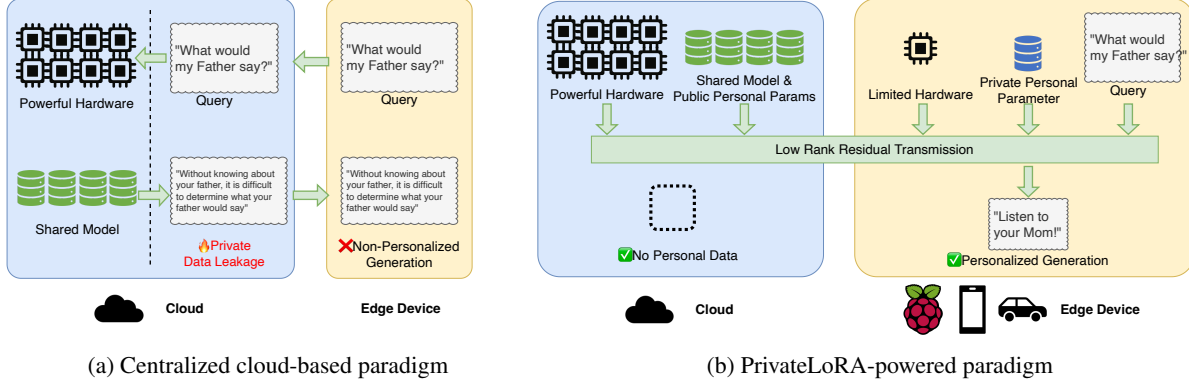 "What would
my Father say?"
Query
Powerful Hardware
"What would
my Father say?"
Query
Shared Model
"Without knowing about
your father, it is difficult
to determine what your
father would say"
🔥Private
Data Leakage
"Without knowing about
your father, it is difficult
to determine what your
father would say"
❌Non-Personalized
Generation
Cloud
Edge Device
(a) Centralized cloud-based paradigm
Powerful Hardware
Shared Model &
Public Personal Params
Limited Hardware
Private Personal
Parameter
"What would
my Father say?"
Query
Low Rank Residual Transmission
✅No Personal Data
"Listen to
your Mom!"
✅Personalized Generation
Cloud
Edge Device
(b) PrivateLoRA-powered paradigm